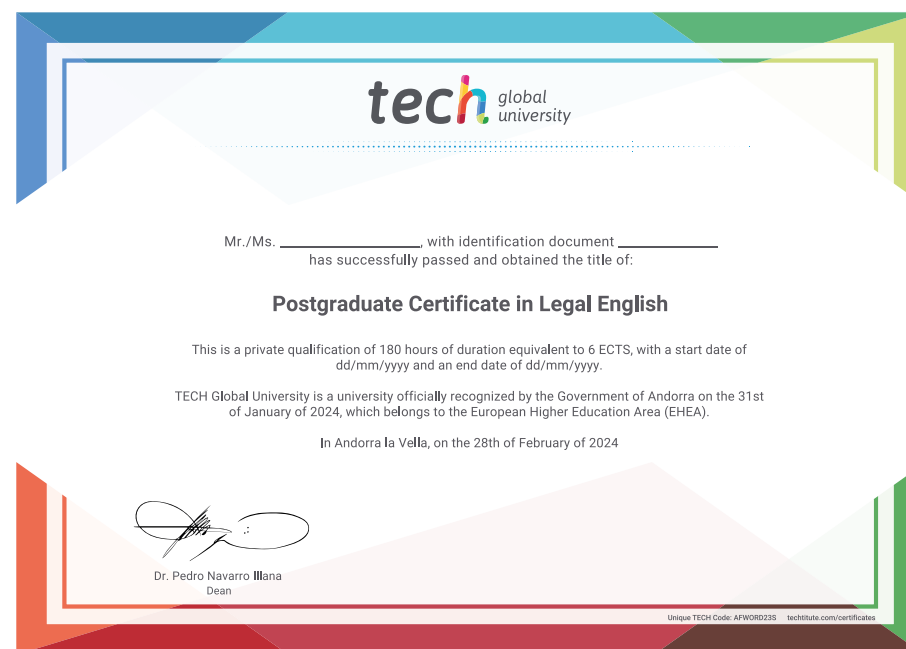 tech global
university
Mr./Ms. ____________________, with identification document ______________
has successfully passed and obtained the title of:
Postgraduate Certificate in Legal English
This is a private qualification of 180 hours of duration equivalent to 6 ECTS, with a start date of
dd/mm/yyyy and an end date of dd/mm/yyyy.
TECH Global University is a university officially recognized by the Government of Andorra on the 31st
of January of 2024, which belongs to the European Higher Education Area (EHEA).
In Andorra la Vella, on the 28th of February of 2024
Dr. Pedro Navarro Illana
Dean
Unique TECH Code: AFWORD23S techtitute.com/certificates